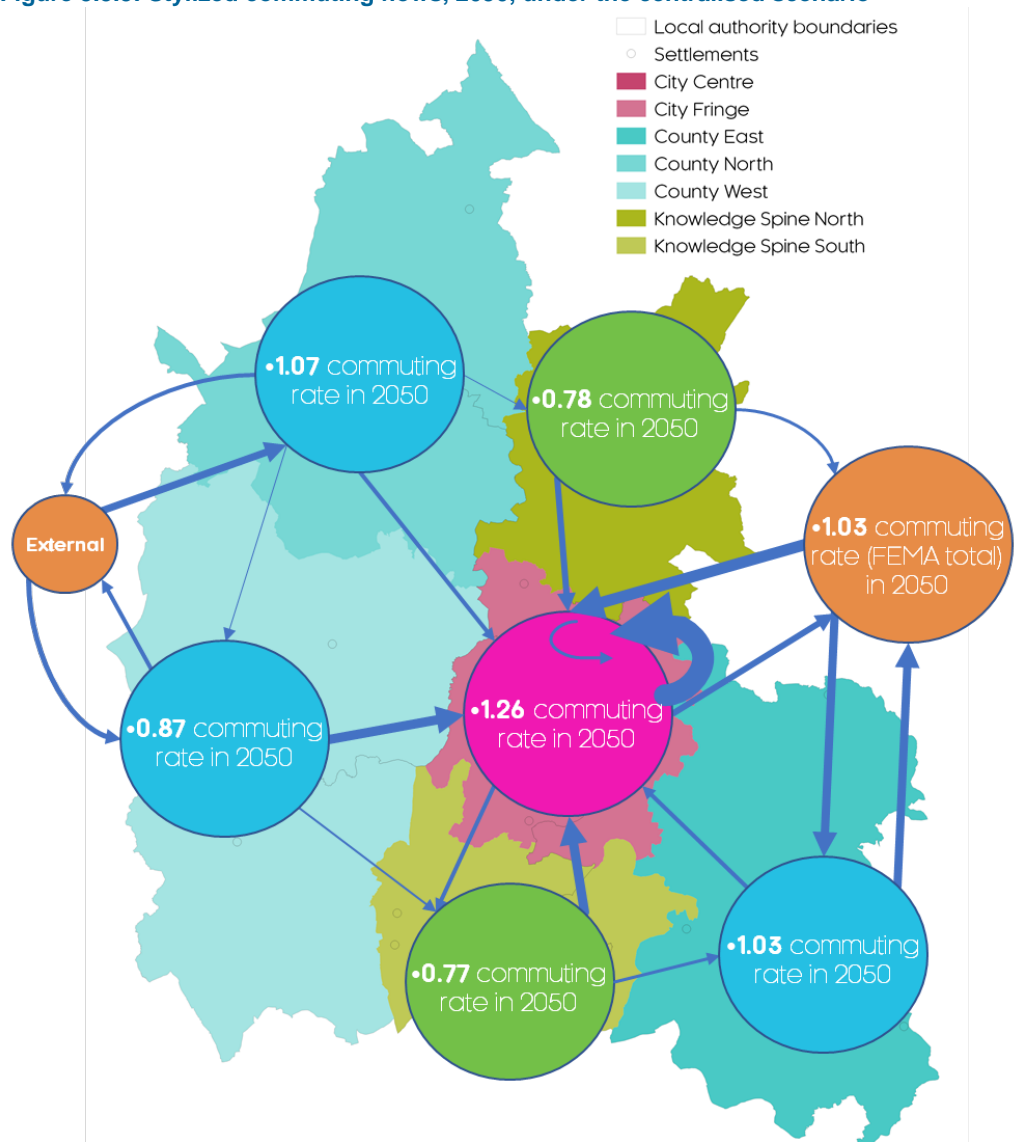 Local authority boundaries
Settlements
City Centre
City Fringe
County East
County North
County West
Knowledge Spine North
Knowledge Spine South
•1.07 commuting
rate in 2050
•0.78 commuting
rate in 2050
External
•1.03 commuting
rate (FEMA total)
in 2050
•0.87 commuting
rate in 2050
•1.26 commuting
rate in 2050
•0.77 commuting
rate in 2050
•1.03 commuting
rate in 2050